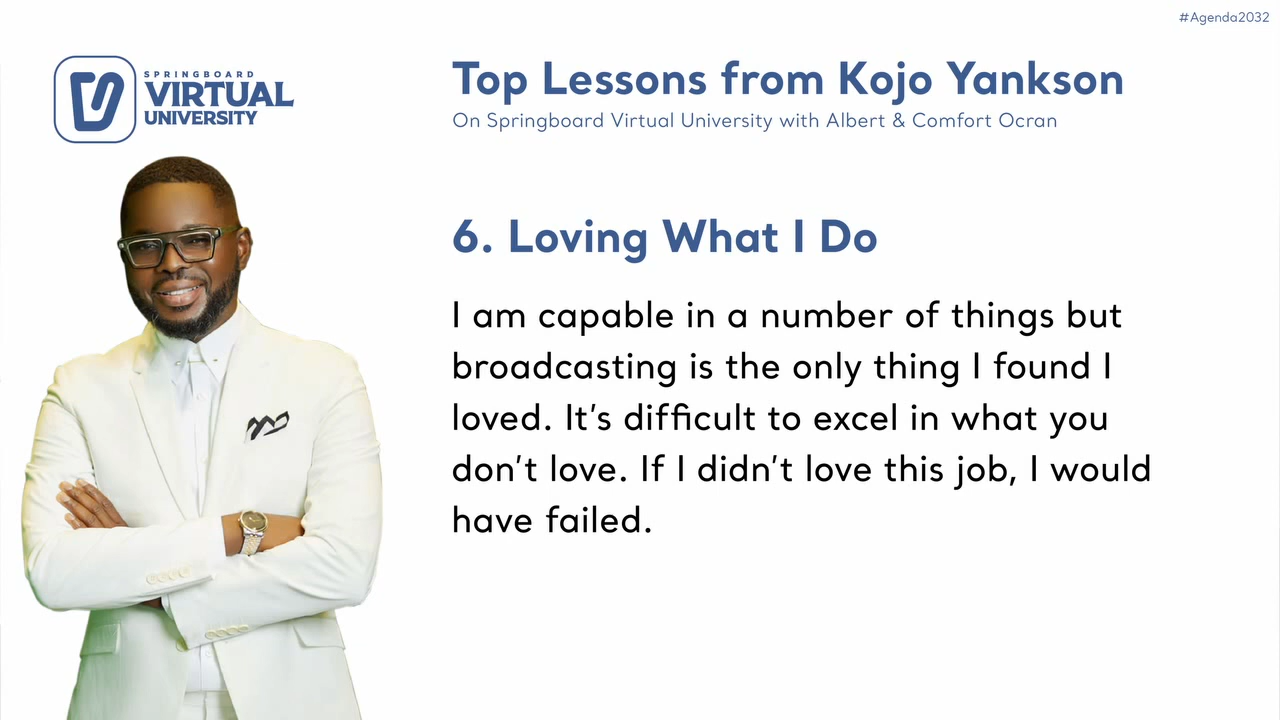 #Agenda2032
SPRINGBOARD
VIRTUAL
UNIVERSITY
Top Lessons from Kojo Yankson
On Springboard Virtual University with Albert & Comfort Ocran
6. Loving What I Do
I am capable in a number of things but
broadcasting is the only thing I found I
loved. It's difficult to excel in what you
don't love. If I didn't love this job, I would
have failed.